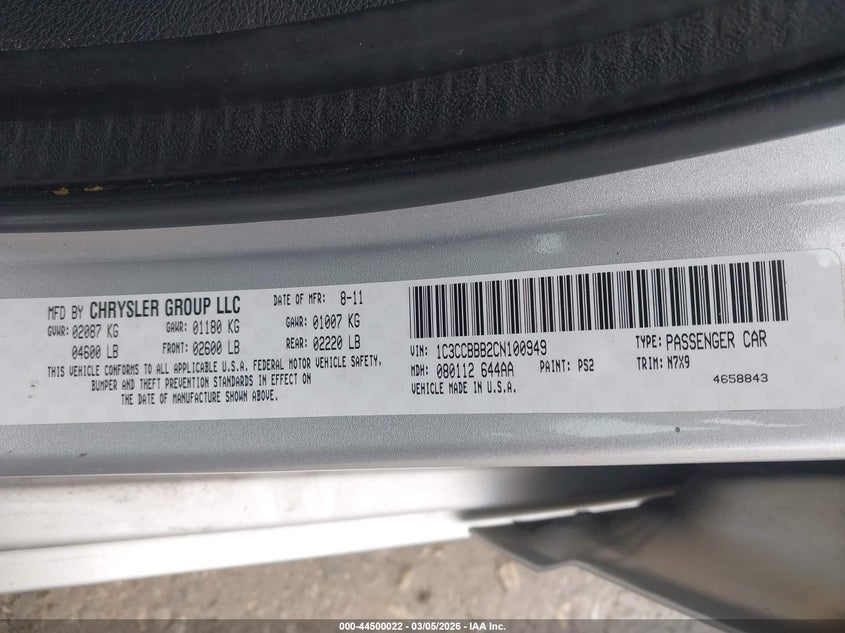 MFD BY CHRYSLER GROUP LLC DATE OF MFR: 8-11
GVWR: 02087 KG GAWR: 01180 KG GAWR: 01007 KG
04600 LB FRONT: 02600 LB REAR: 02220 LB
THIS VEHICLE CONFORMS TO ALL APPLICABLE U.S.A. FEDERAL MOTOR VEHICLE SAFETY,
BUMPER AND THEFT PREVENTION STANDARDS IN EFFECT ON
THE DATE OF MANUFACTURE SHOWN ABOVE.
VIN: 1C3CCBBB2CN100949 TYPE: PASSENGER CAR
MDH: 080112 644AA PAINT: PS2 TRIM: N7X9
VEHICLE MADE IN U.S.A. 4658843
000-44500022 — 03/05/2026 — IAA Inc.